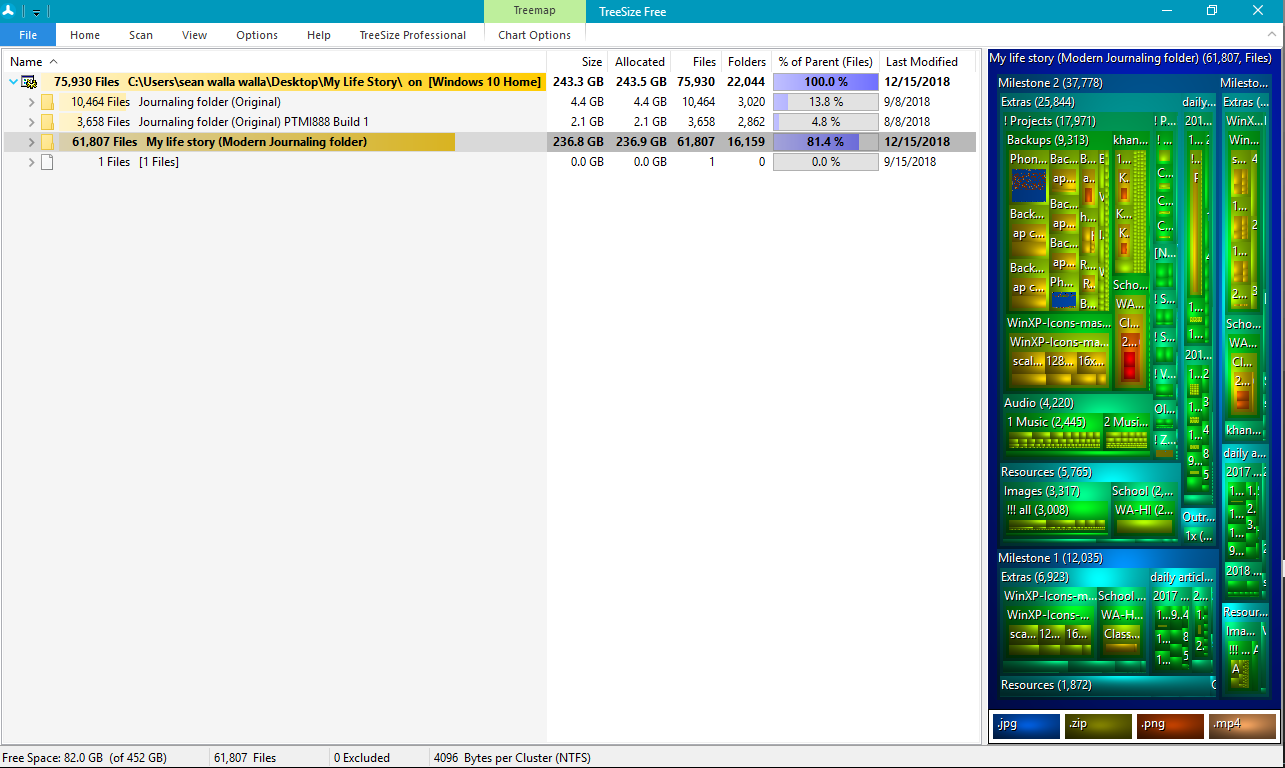 Treemap
TreeSize Free
File Home Scan View Options Help TreeSize Professional Chart Options
Name Size Allocated Files Folders % of Parent (Files) Last Modified
75,930 Files C:\Users\sean walla walla\Desktop\My Life Story\ on [Windows 10 Home] 243.3 GB 243.5 GB 75,930 22,044 100.0 % 12/15/2018
10,464 Files Journaling folder (Original) 4.4 GB 4.4 GB 10,464 3,020 13.8 % 9/8/2018
3,658 Files Journaling folder (Original) PTMI888 Build 1 2.1 GB 2.1 GB 3,658 2,862 4.8 % 8/8/2018
61,807 Files My life story (Modern Journaling folder) 236.8 GB 236.9 GB 61,807 16,159 81.4 % 12/15/2018
1 Files [1 Files] 0.0 GB 0.0 GB 1 0 0.0 % 9/15/2018
My life story (Modern Journaling folder) (61,807, Files)
Milestone 2 (37,778) Milesto...
Extras (25,844) daily... Extras (...
! Projects (17,971) ! P... 201... WinX...
Backups (9,313) khan... Win...
Phon... Bac... B...
Back... Bac...
ap c... ap...
Back... Bac...
ap c... Ph... B...
Scho...
WA...
Cl...
2...
WinXP-Icons-mas...
WinXP-Icons-ma...
scal... 128... 16x...
Audio (4,220)
1 Music (2,445) 2 Musi...
Resources (5,765)
Images (3,317) School (2,...
!!! all (3,008) WA-HI (2...
Outr...
1x (...
Scho...
WA...
Cl...
2...
khan...
daily a...
2017 ...
2018 ...
Milestone 1 (12,035)
Extras (6,923) daily articl...
WinXP-Icons-m... School ... 2017 ... 2...
WinXP-Icons-... WA-H...
sca... 12... 16... Class...
Resources (1,872)
Resour...
Ima...
!!! ...
.jpg .zip .png .mp4
Free Space: 82.0 GB (of 452 GB) 61,807 Files 0 Excluded 4096 Bytes per Cluster (NTFS)